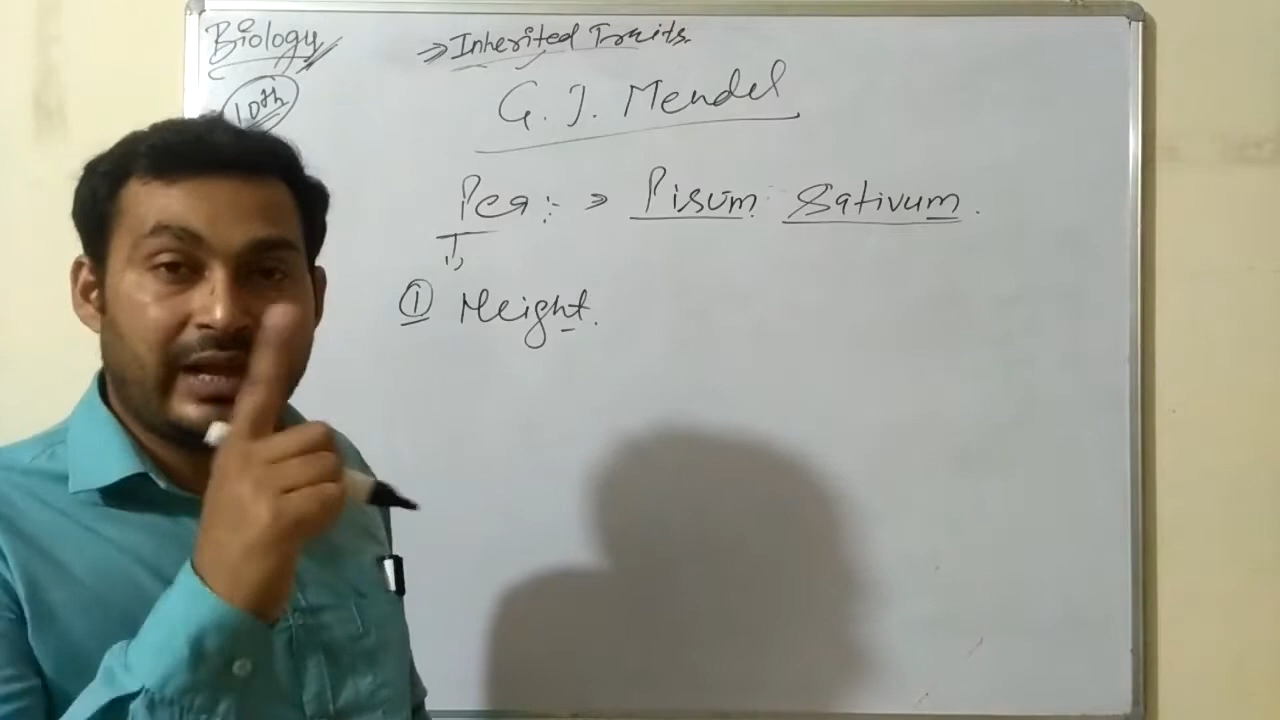 Biology
⇒ Inherited Traits.
10th
G. J. Mendel
Pea :- > Pisum Sativum.
① Height.